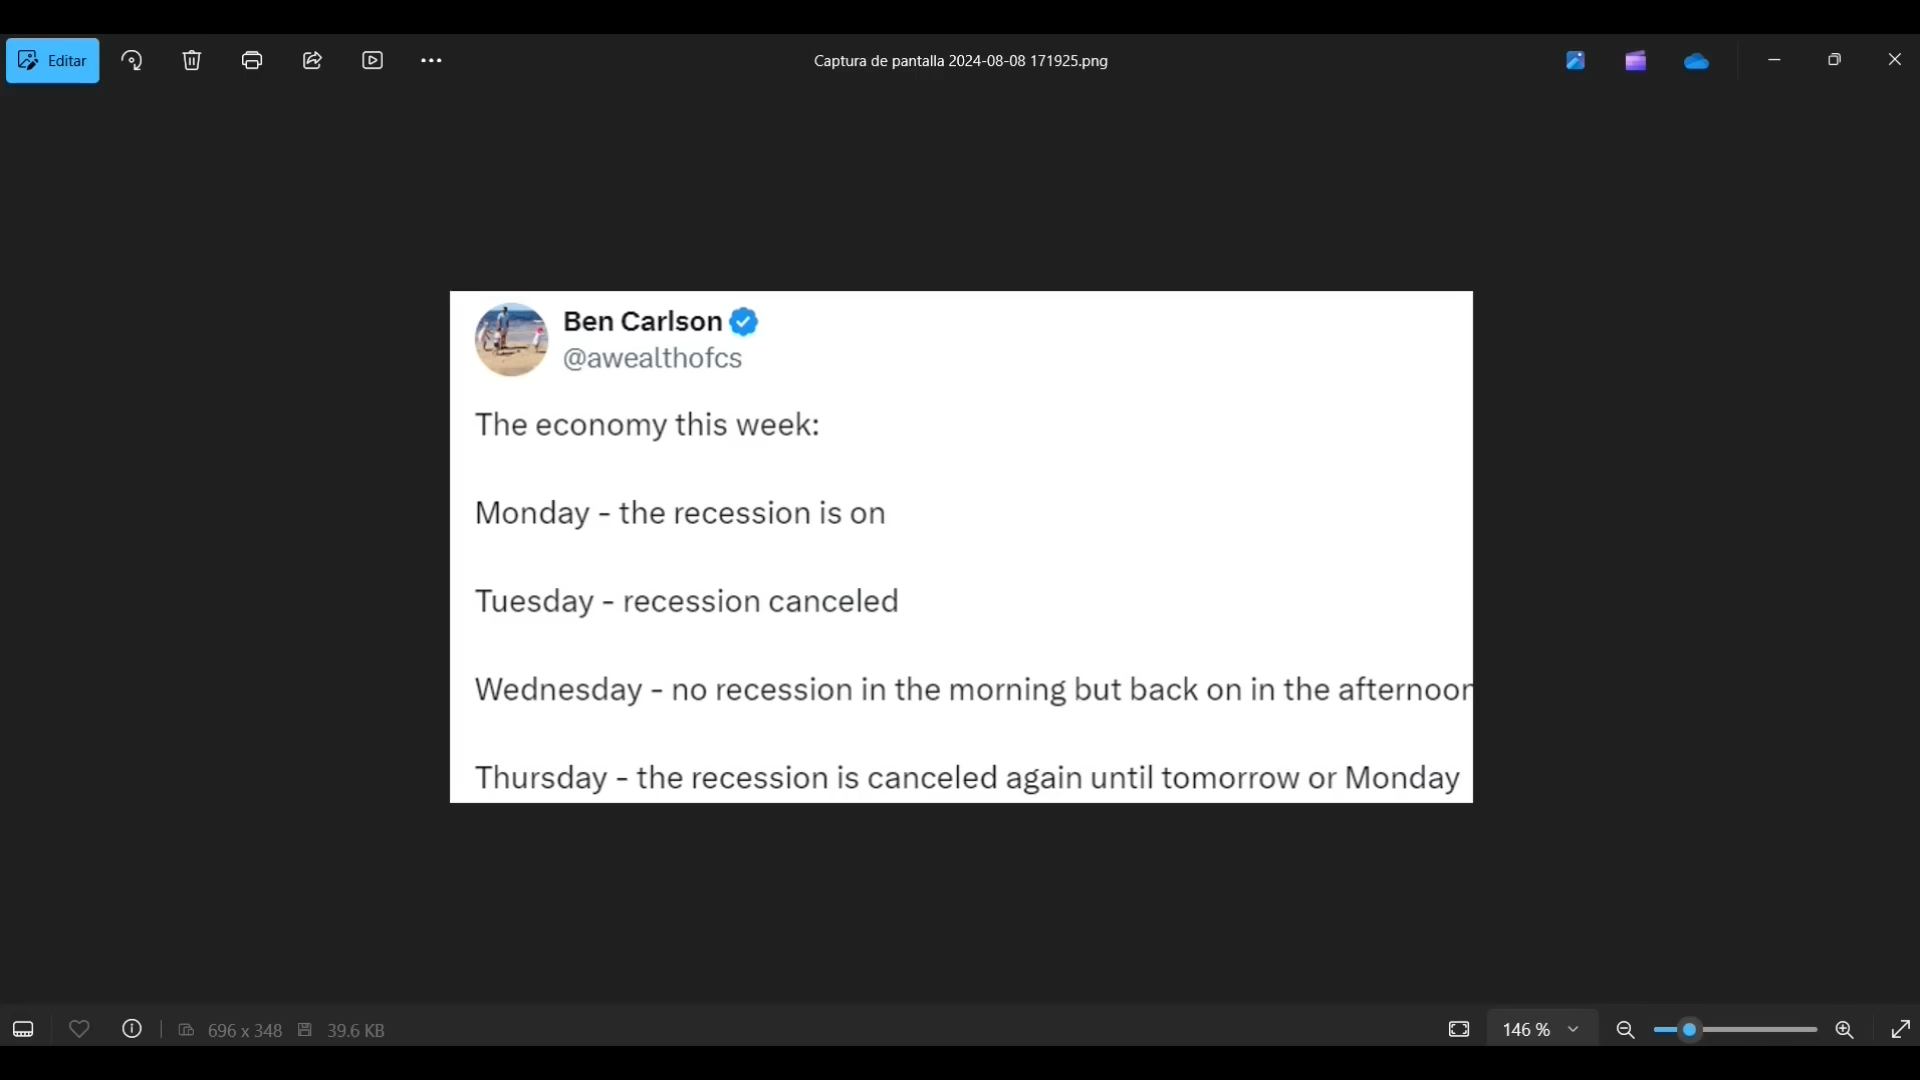 Editar
Captura de pantalla 2024-08-08 171925.png
Ben Carlson
@awealthofcs
The economy this week:
Monday - the recession is on
Tuesday - recession canceled
Wednesday - no recession in the morning but back on in the afternoon
Thursday - the recession is canceled again until tomorrow or Monday
696 x 348
39.6 KB
146 %